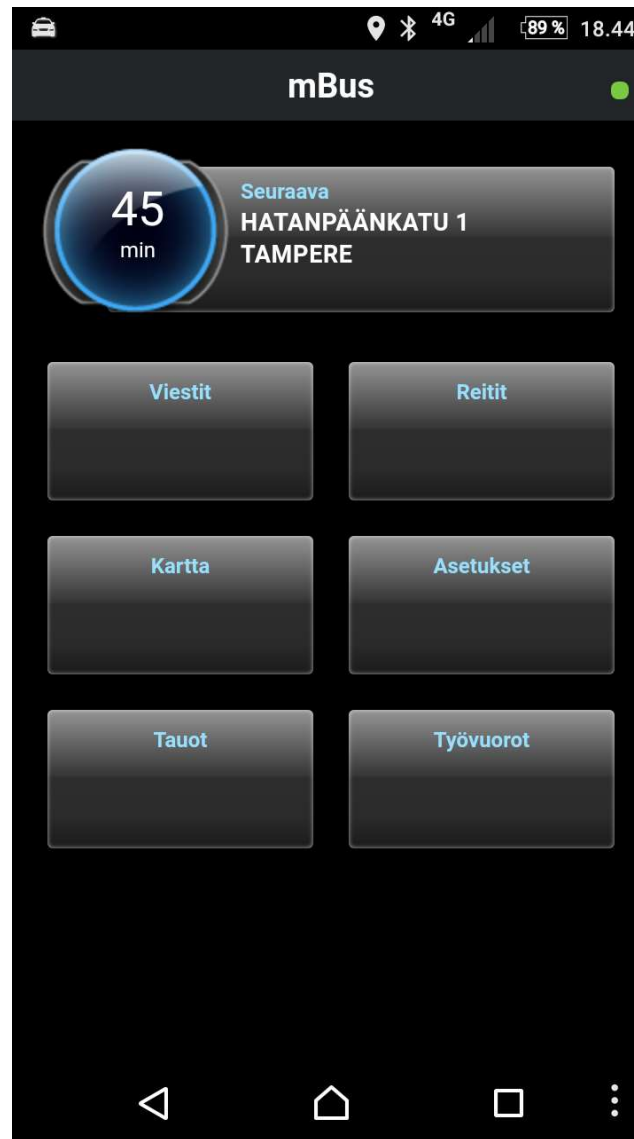 4G 89 % 18.44
mBus
45
min
Seuraava
HATANPÄÄNKATU 1
TAMPERE
Viestit Reitit
Kartta Asetukset
Tauot Työvuorot